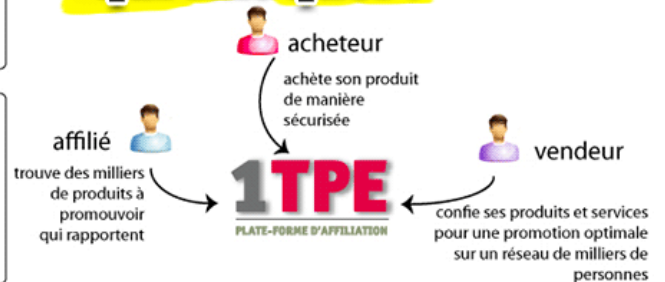 acheteur
achète son produit
de manière
sécurisée
affilié
trouve des milliers
de produits à
promouvoir
qui rapportent
1TPE
PLATE-FORME D'AFFILIATION
vendeur
confie ses produits et services
pour une promotion optimale
sur un réseau de milliers de
personnes